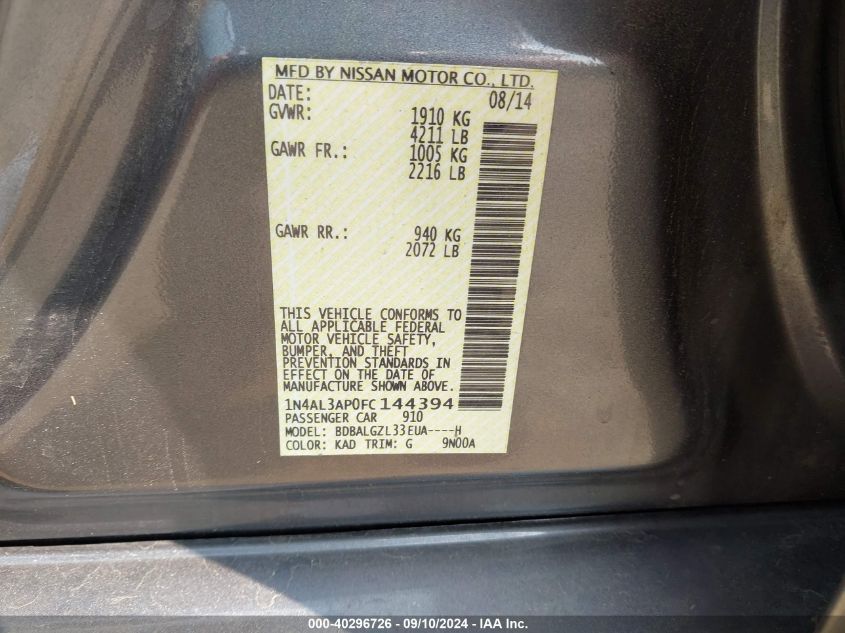 MFD BY NISSAN MOTOR CO., LTD.
DATE: 08/14
GVWR: 1910 KG
4211 LB
GAWR FR.: 1005 KG
2216 LB
GAWR RR.: 940 KG
2072 LB
THIS VEHICLE CONFORMS TO
ALL APPLICABLE FEDERAL
MOTOR VEHICLE SAFETY,
BUMPER, AND THEFT
PREVENTION STANDARDS IN
EFFECT ON THE DATE OF
MANUFACTURE SHOWN ABOVE.
1N4AL3AP0FC144394
PASSENGER CAR 910
MODEL: BDBALGZL33EUA----H
COLOR: KAD TRIM: G 9N00A
000-40296726 - 09/10/2024 - IAA Inc.